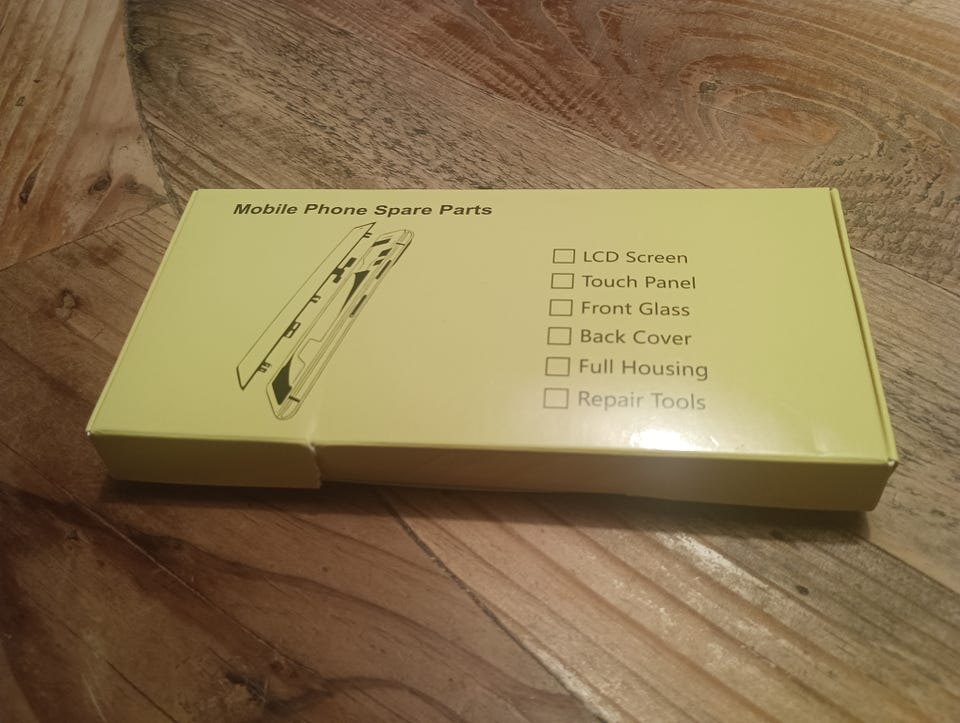 Mobile Phone Spare Parts
LCD Screen
Touch Panel
Front Glass
Back Cover
Full Housing
Repair Tools